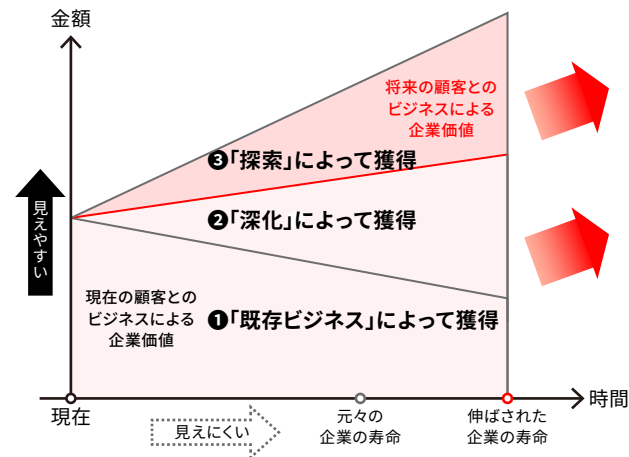 金額
将来の顧客との
ビジネスによる
企業価値
❸「探索」によって獲得
見えやすい
❷「深化」によって獲得
現在の顧客との
ビジネスによる
企業価値
❶「既存ビジネス」によって獲得
時間
現在
見えにくい
元々の
企業の寿命
伸ばされた
企業の寿命